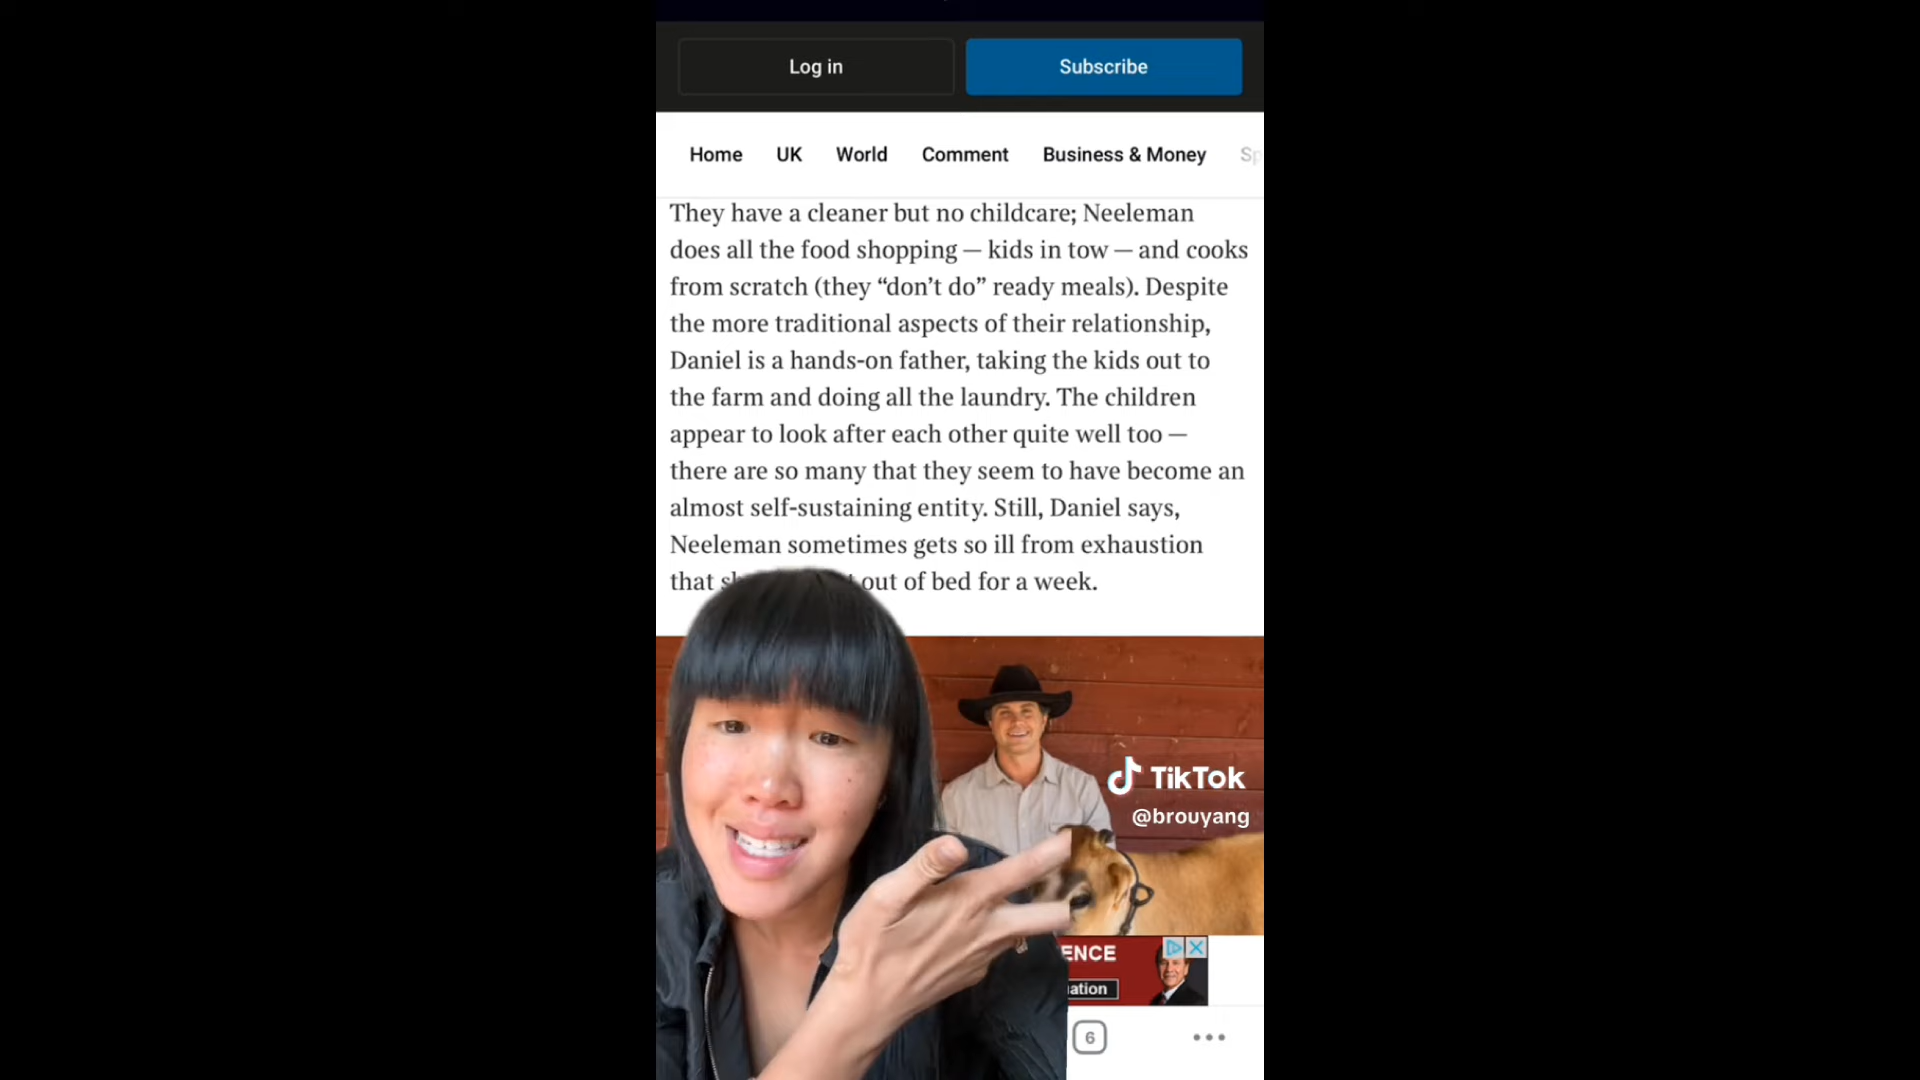 Log in
Subscribe
Home UK World Comment Business & Money Sp
They have a cleaner but no childcare; Neeleman
does all the food shopping — kids in tow — and cooks
from scratch (they “don’t do” ready meals). Despite
the more traditional aspects of their relationship,
Daniel is a hands-on father, taking the kids out to
the farm and doing all the laundry. The children
appear to look after each other quite well too —
there are so many that they seem to have become an
almost self-sustaining entity. Still, Daniel says,
Neeleman sometimes gets so ill from exhaustion
that out of bed for a week.
TikTok
@brouyang
ENCE
ation
6